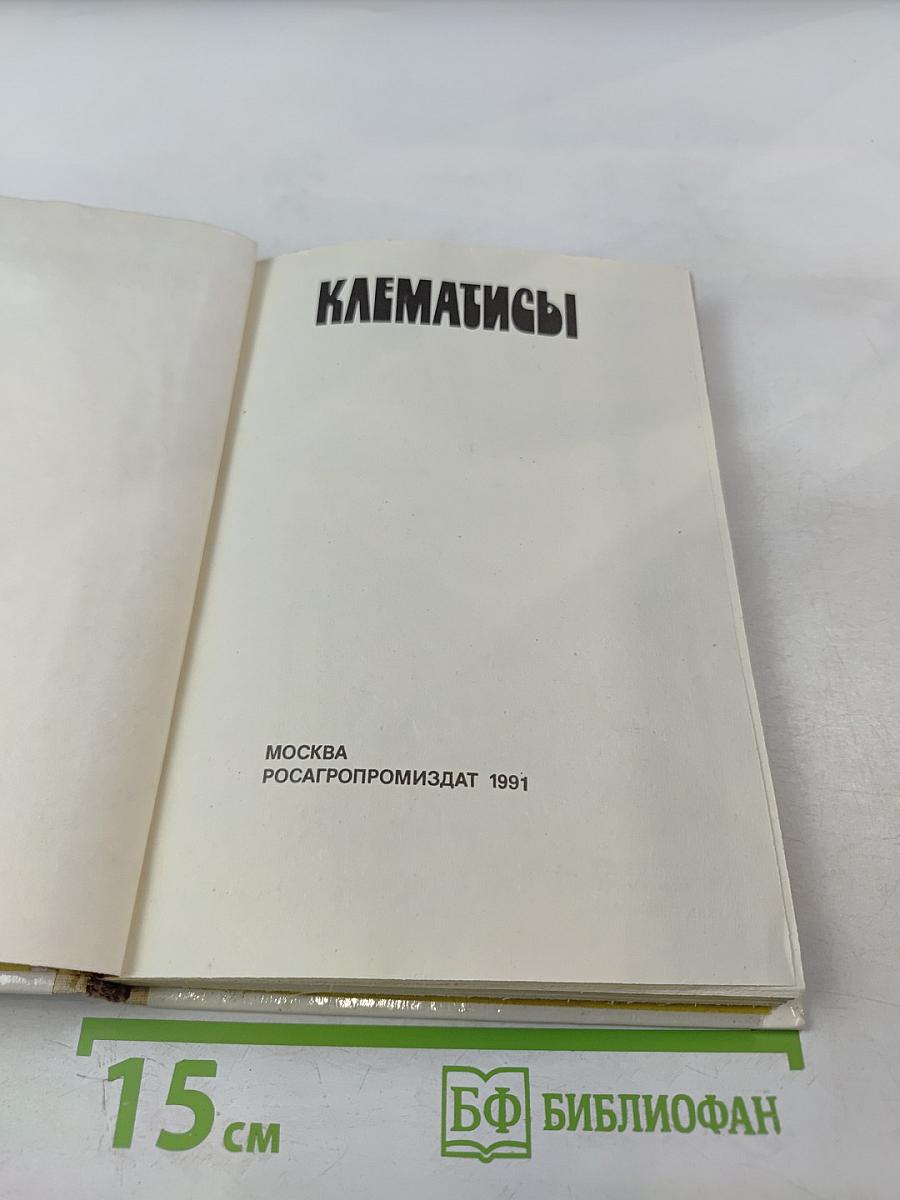 КЛЕМАТИСЫ
МОСКВА
РОСАГРОПРОМИЗДАТ 1991
15 см
БФ БИБЛИОФАН